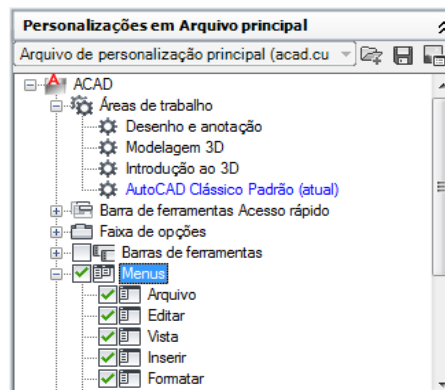 Personalizações em Arquivo principal
Arquivo de personalização principal (acad.cu
ACAD
Áreas de trabalho
Desenho e anotação
Modelagem 3D
Introdução ao 3D
AutoCAD Clássico Padrão (atual)
Barra de ferramentas Acesso rápido
Faixa de opções
Barras de ferramentas
Menus
Arquivo
Editar
Vista
Inserir
Formatar